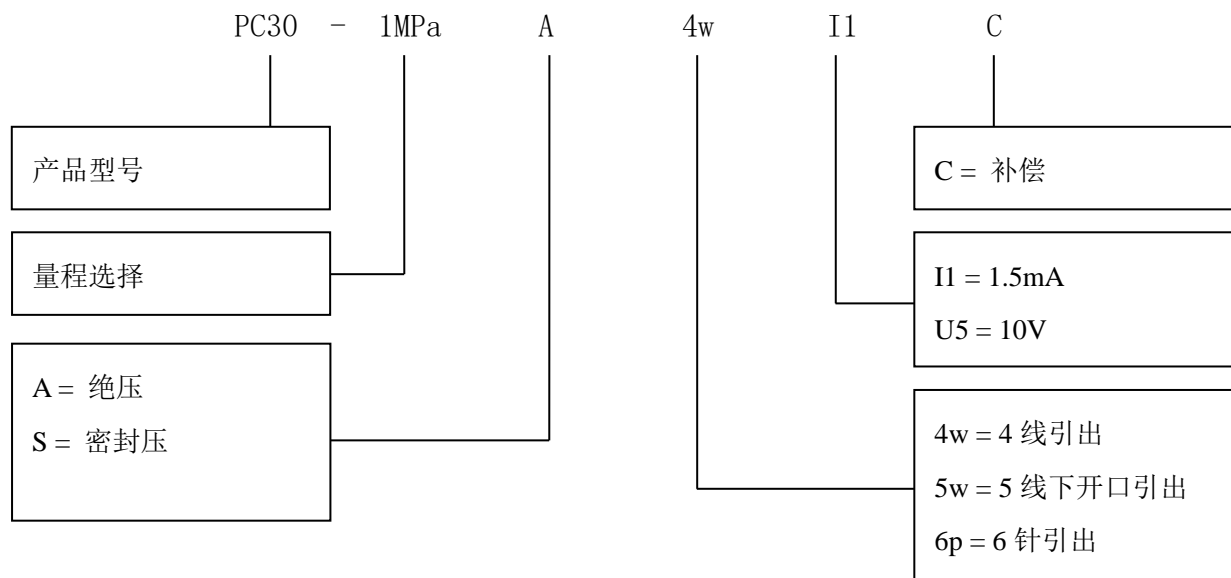 PC30 - 1MPa A 4w I1 C
产品型号
量程选择
A = 绝压
S = 密封压
C = 补偿
I1 = 1.5mA
U5 = 10V
4w = 4 线引出
5w = 5 线下开口引出
6p = 6 针引出